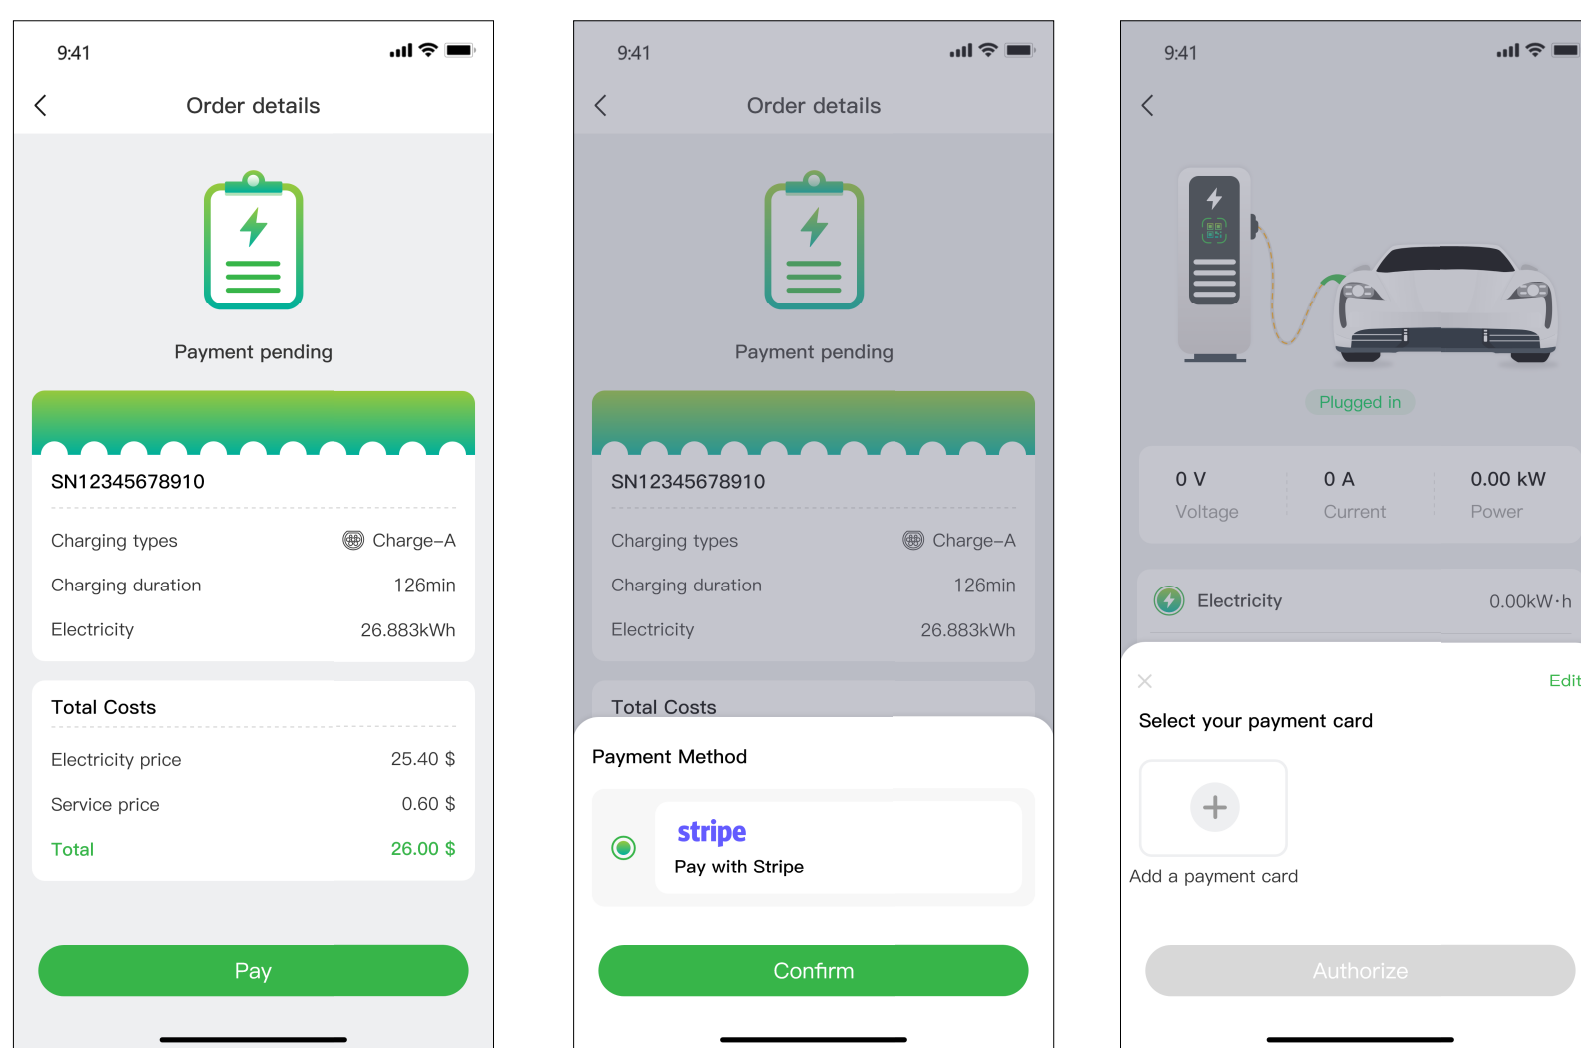 9:41
Order details
Payment pending
SN12345678910
Charging types Charge-A
Charging duration 126min
Electricity 26.883kWh
Total Costs
Electricity price 25.40 $
Service price 0.60 $
Total 26.00 $
Pay
9:41
Order details
Payment pending
SN12345678910
Charging types Charge-A
Charging duration 126min
Electricity 26.883kWh
Total Costs
Payment Method
stripe
Pay with Stripe
Confirm
9:41
Plugged in
0 V 0 A 0.00 kW
Voltage Current Power
Electricity 0.00kW·h
Edit
Select your payment card
Add a payment card
Authorize